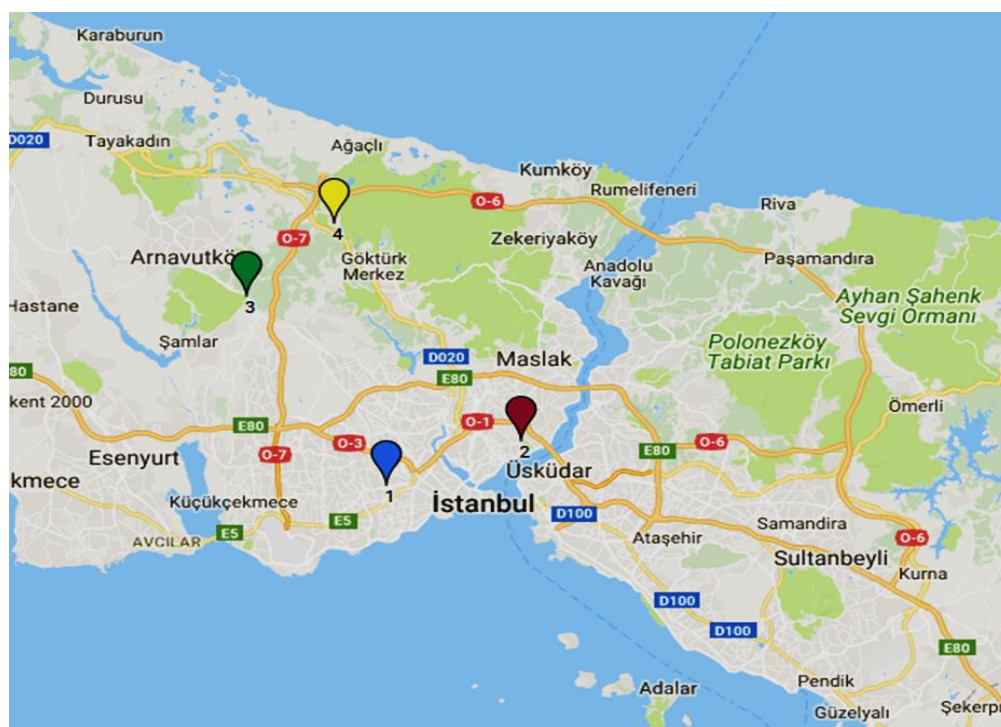 Karaburun
Durusu
D020
Tayakadın
Ağaçlı
Kumköy
Rumelifeneri
O-6
Riva
4
O-7
Zekeriyaköy
Arnavutkö
Göktürk
Merkez
Anadolu
Kavağı
Paşamandıra
3
Hastane
Ayhan Şahenk
Sevgi Ormanı
Şamlar
Polonezköy
Tabiat Parkı
D020
Maslak
80
E80
kent 2000
Ömerli
E80
O-3
O-1
2
O-6
Esenyurt
O-7
E80
Üsküdar
kmece
1
Küçükçekmece
İstanbul
D100
Samandıra
E5
E5
AVCILAR
Ataşehir
O-6
Sultanbeyli
Kurna
D100
D100
E80
Pendik
Adalar
Güzelyalı
Şekerp